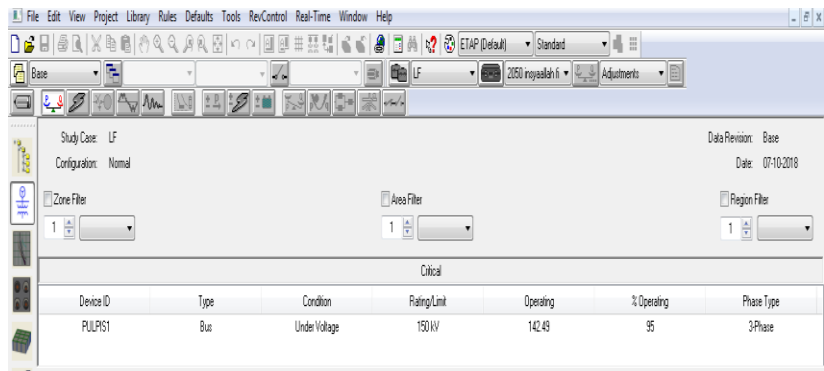 File Edit View Project Library Rules Defaults Tools RevControl Real-Time Window Help
ETAP (Default) Standard
Base LF 2050 insyaallah fi Adjustments
Study Case: LF Data Revision: Base
Configuration: Normal Date: 07-10-2018
Zone Filter Area Filter Region Filter
1 1 1
Critical
Device ID Type Condition Rating/Limit Operating % Operating Phase Type
PULPIS1 Bus Under Voltage 150 kV 142.49 95 3-Phase